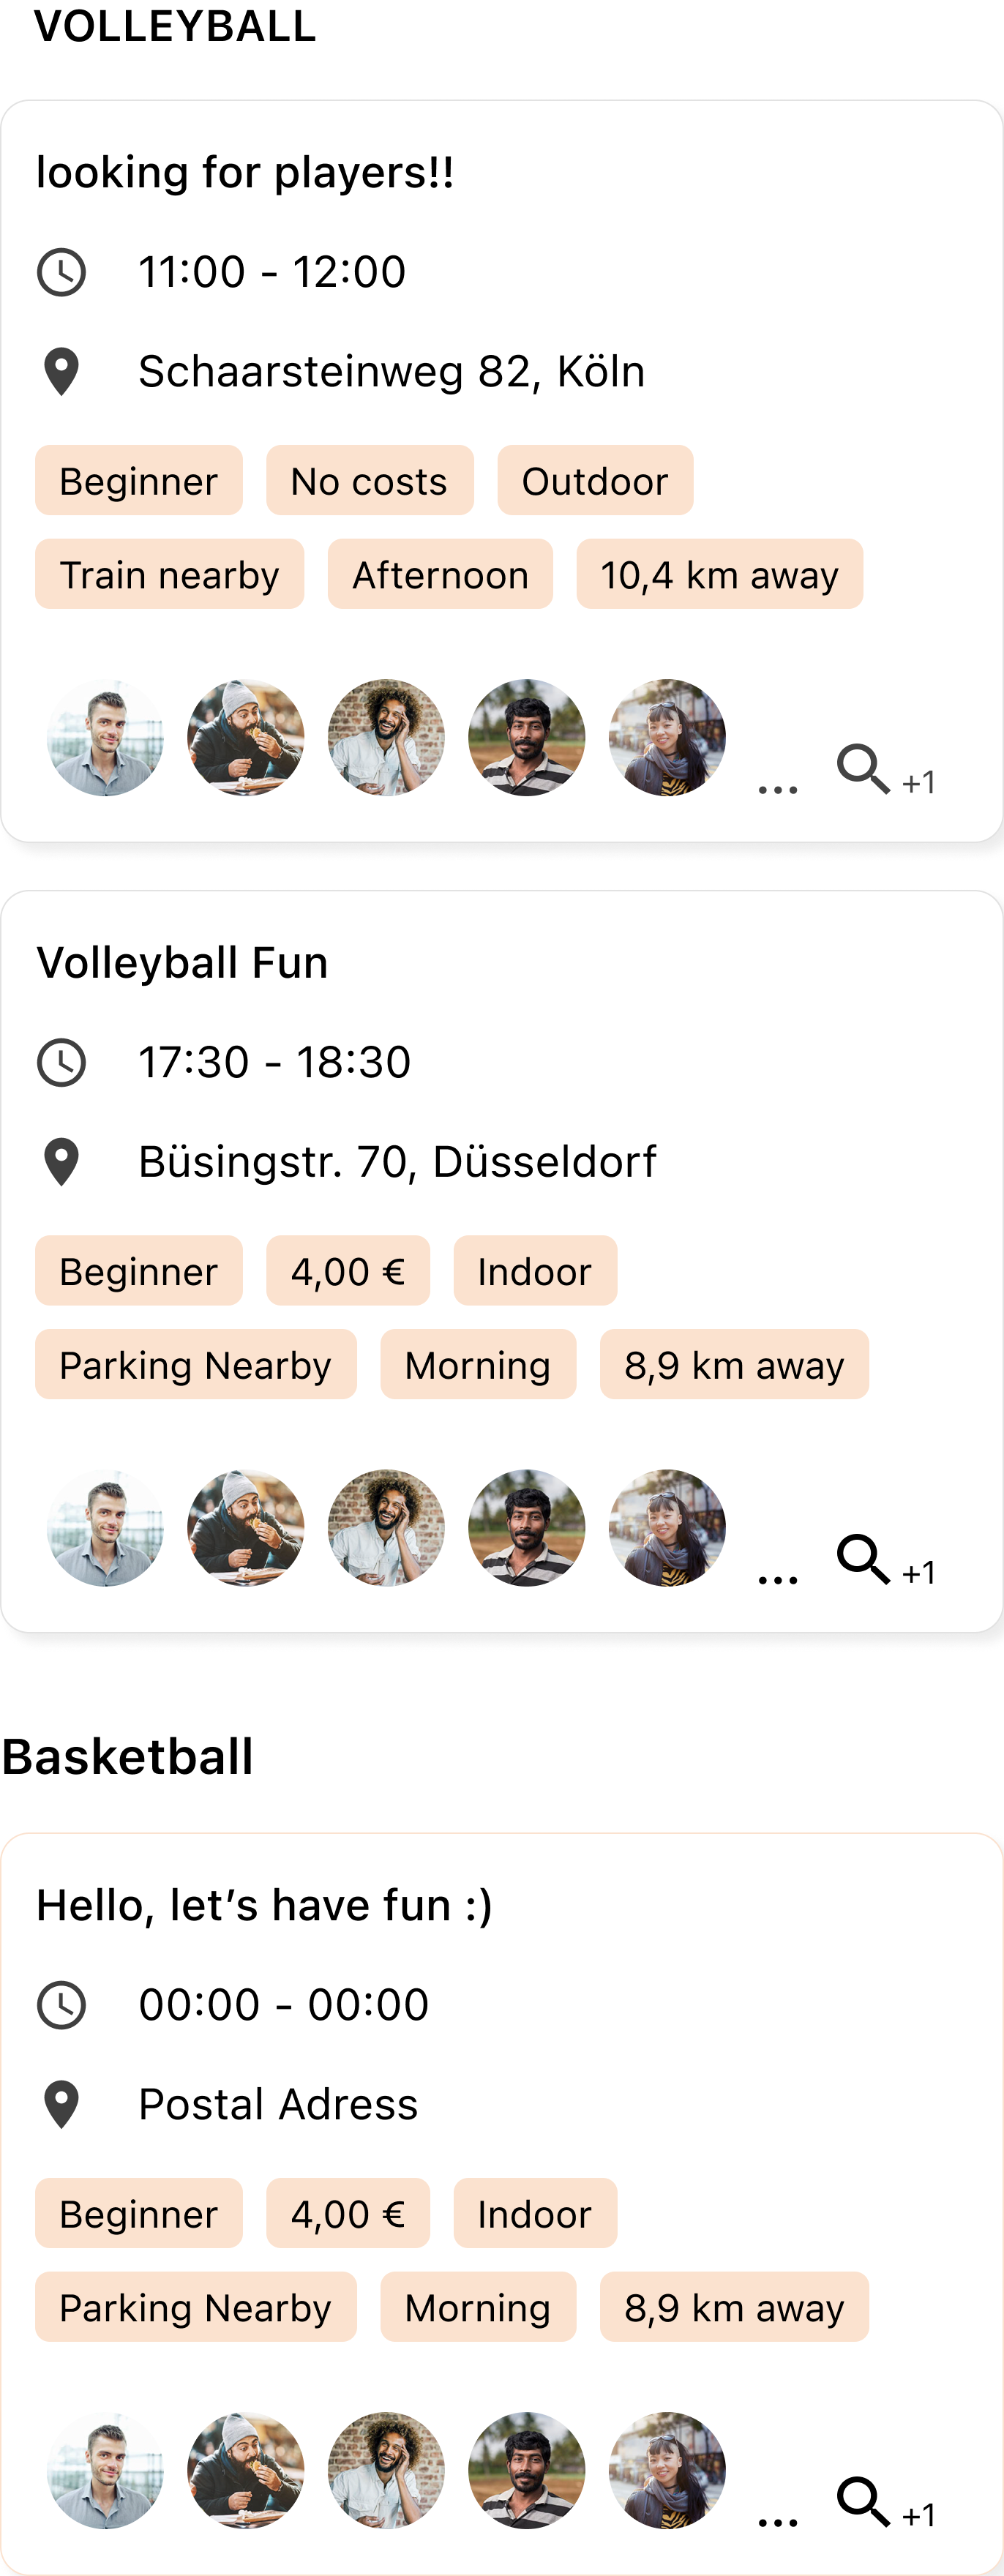 VOLLEYBALL
looking for players!!
11:00 - 12:00
Schaarsteinweg 82, Köln
Beginner No costs Outdoor
Train nearby Afternoon 10,4 km away
... +1
Volleyball Fun
17:30 - 18:30
Büsingstr. 70, Düsseldorf
Beginner 4,00 € Indoor
Parking Nearby Morning 8,9 km away
... +1
Basketball
Hello, let’s have fun :)
00:00 - 00:00
Postal Adress
Beginner 4,00 € Indoor
Parking Nearby Morning 8,9 km away
... +1